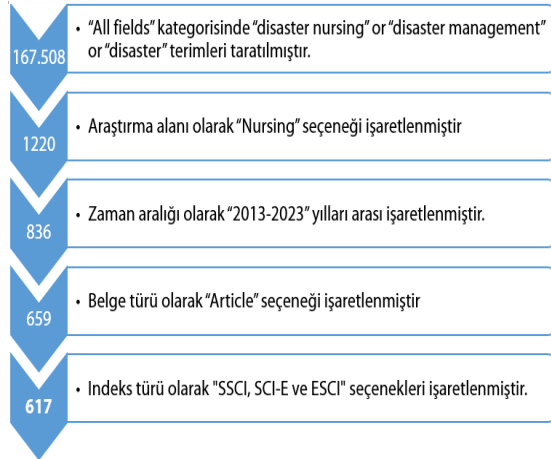 167.508
• “All fields” kategorisinde “disaster nursing” or “disaster management”
or “disaster” terimleri taratılmıştır.
1220
• Araştırma alanı olarak “Nursing” seçeneği işaretlenmiştir
836
• Zaman aralığı olarak “2013-2023” yılları arası işaretlenmiştir.
659
• Belge türü olarak “Article” seçeneği işaretlenmiştir
617
• Indeks türü olarak "SSCI, SCI-E ve ESCI" seçenekleri işaretlenmiştir.